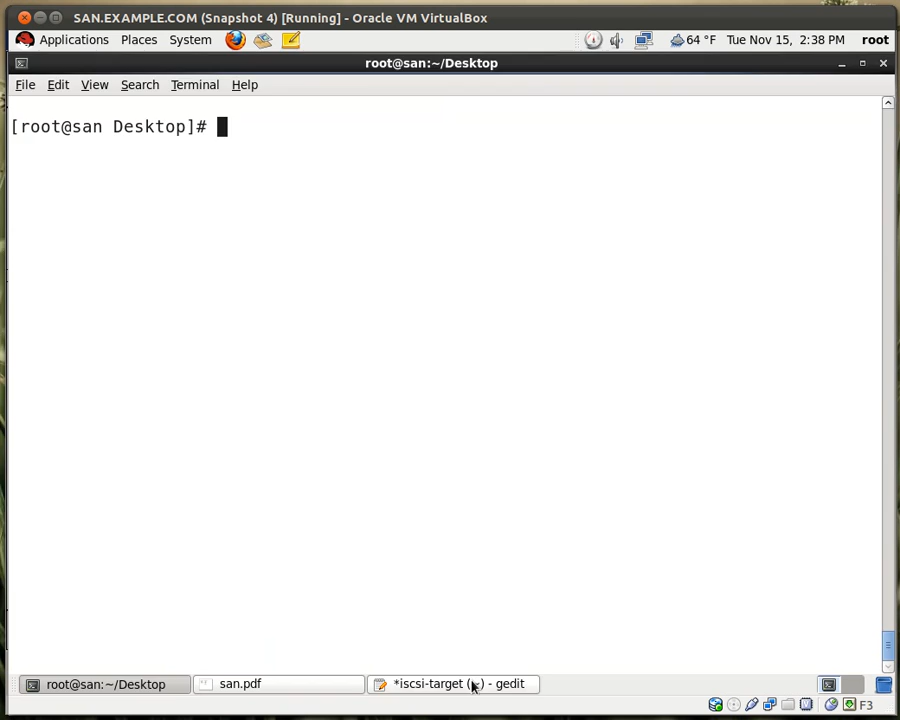 SAN.EXAMPLE.COM (Snapshot 4) [Running] - Oracle VM VirtualBox
Applications Places System 64 °F Tue Nov 15, 2:38 PM root
root@san:~/Desktop
File Edit View Search Terminal Help
[root@san Desktop]#
root@san:~/Desktop san.pdf *iscsi-target ( ) - gedit
F3